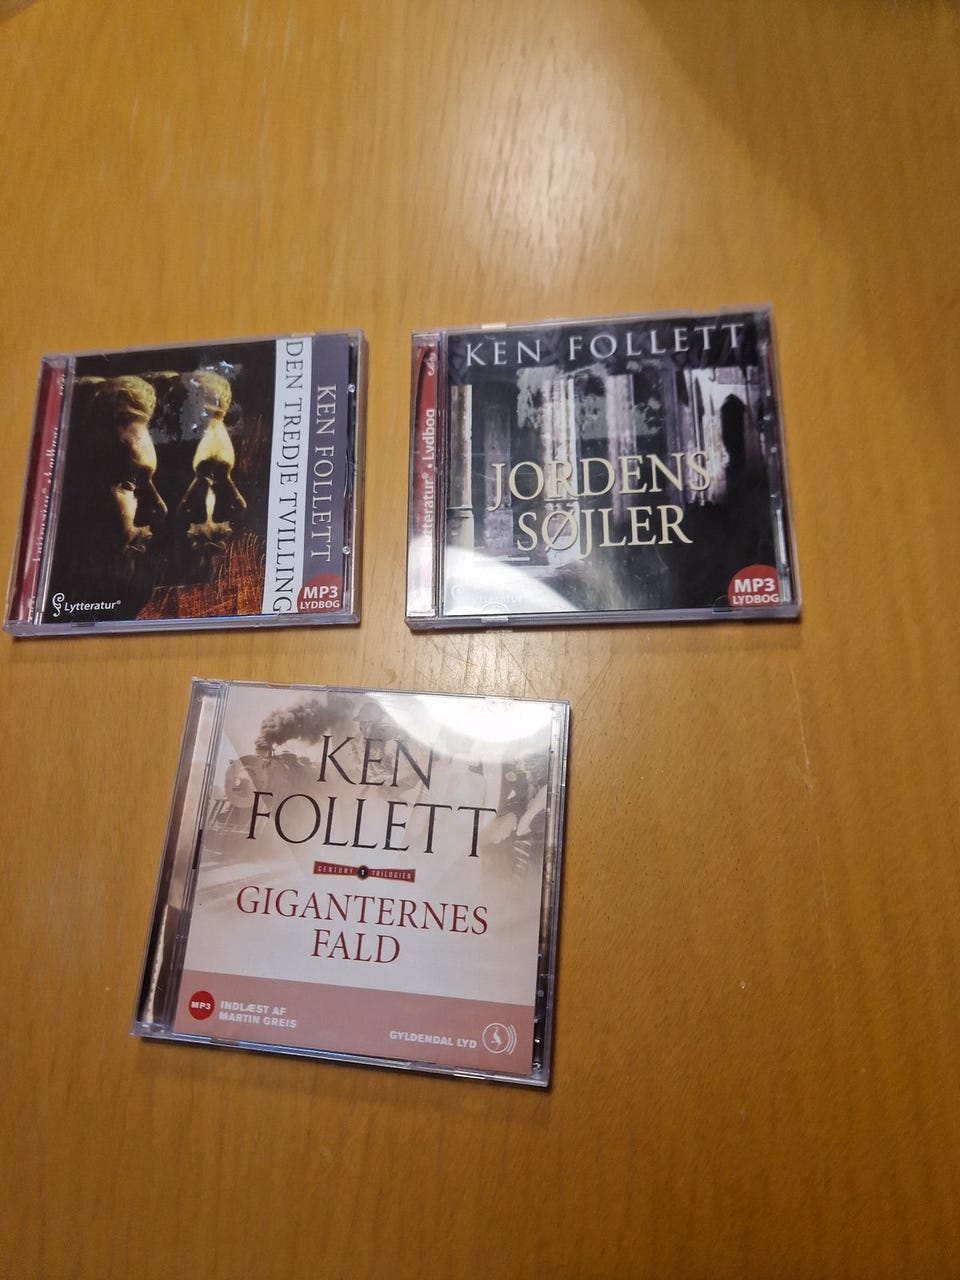 DEN TREDJE TVILLING
KEN FOLLETT
Lytteratur®
MP3
LYDBOG
Lydbog
KEN FOLLETT
JORDENS
SØJLER
MP3
LYDBOG
KEN
FOLLETT
CENTURY 1 TRILOGIEN
GIGANTERNES
FALD
MP3
INDLÆST AF
MARTIN GREIS
GYLDENDAL LYD